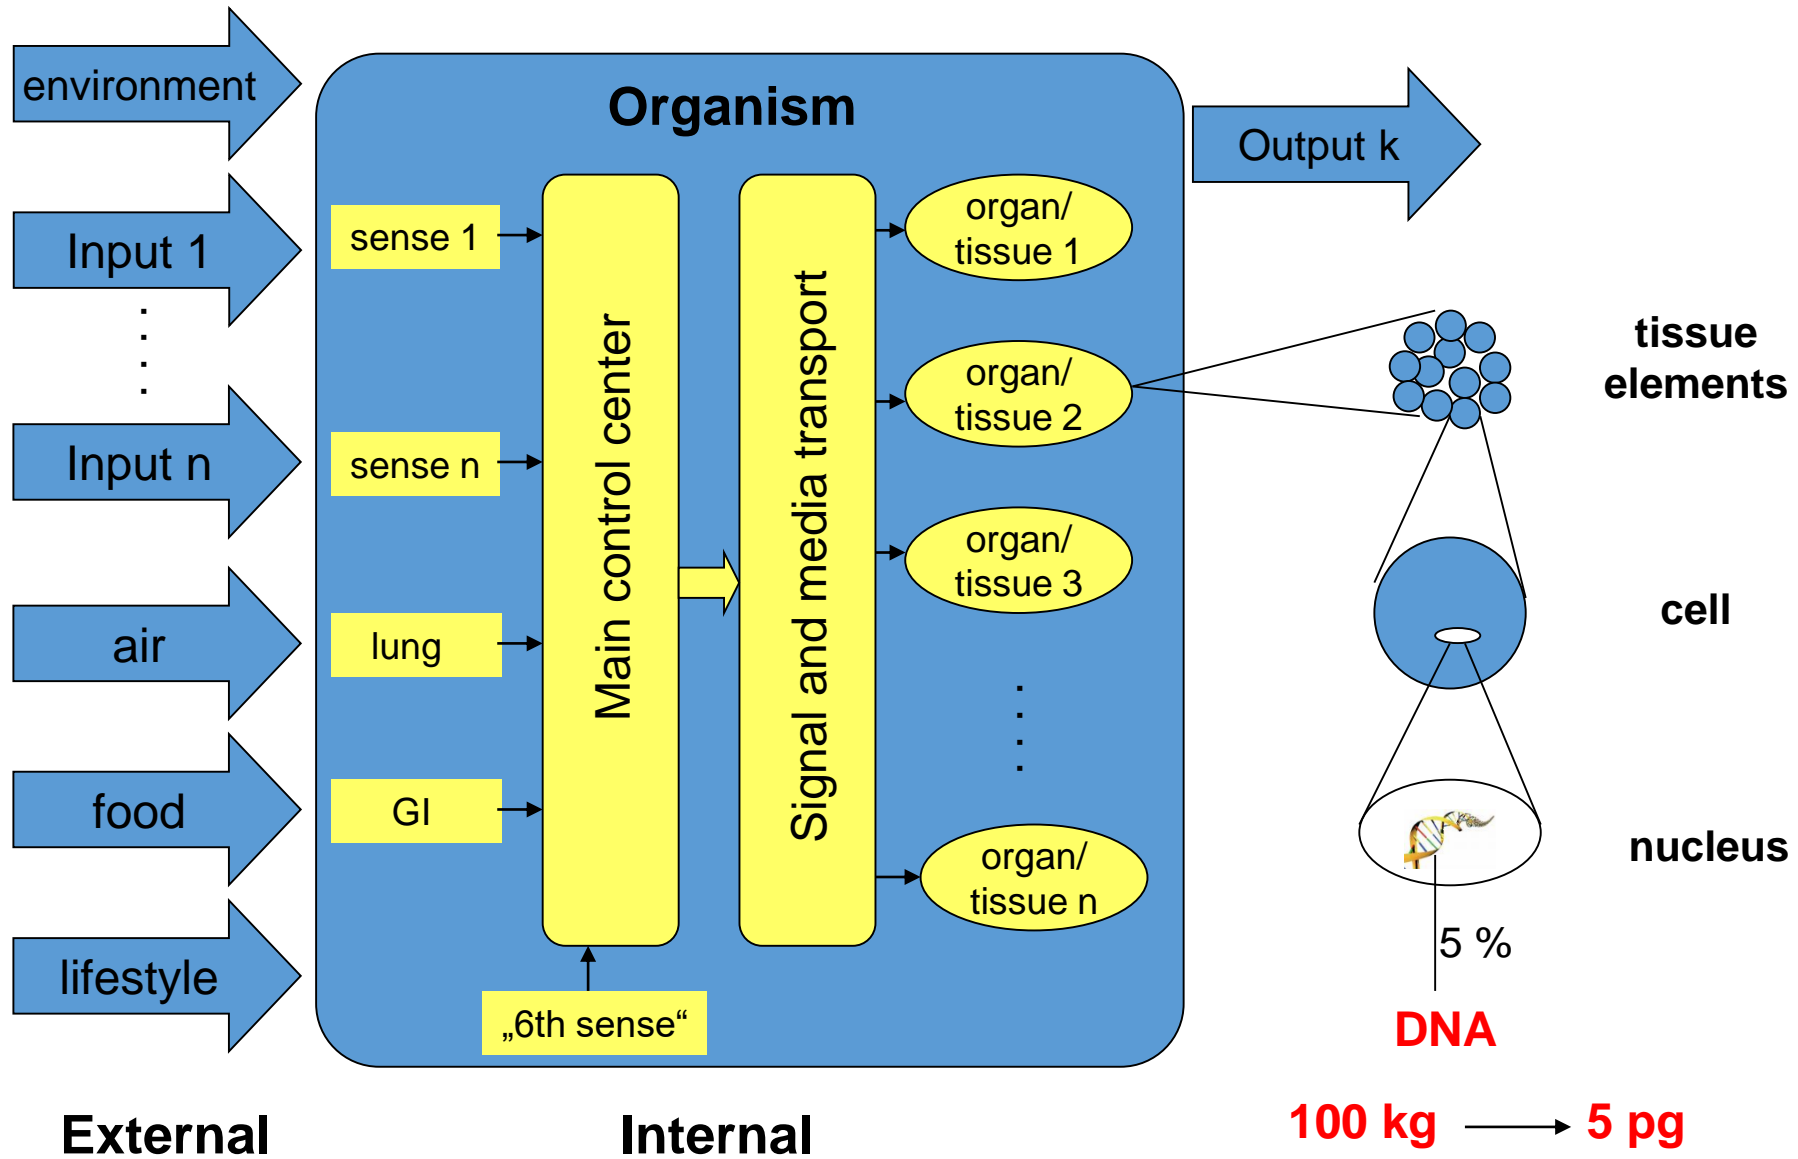 environment
Input 1
Input n
air
food
lifestyle
External
Organism
sense 1
sense n
lung
GI
„6th sense“
Main control center
Signal and media transport
organ/
tissue 1
organ/
tissue 2
organ/
tissue 3
organ/
tissue n
Internal
Output k
tissue
elements
cell
nucleus
5 %
DNA
100 kg
5 pg